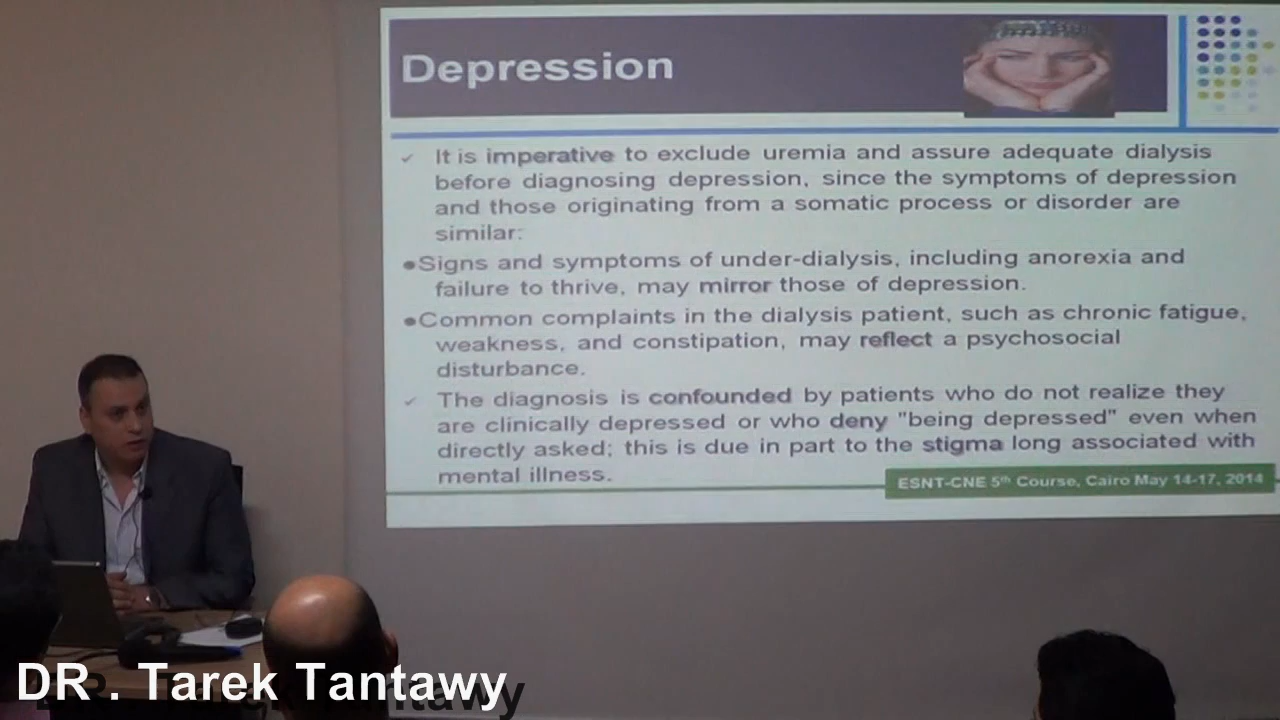 Depression
✓ It is imperative to exclude uremia and assure adequate dialysis
before diagnosing depression, since the symptoms of depression
and those originating from a somatic process or disorder are
similar:
●Signs and symptoms of under-dialysis, including anorexia and
failure to thrive, may mirror those of depression.
●Common complaints in the dialysis patient, such as chronic fatigue,
weakness, and constipation, may reflect a psychosocial
disturbance.
✓ The diagnosis is confounded by patients who do not realize they
are clinically depressed or who deny "being depressed" even when
directly asked; this is due in part to the stigma long associated with
mental illness.
ESNT-CNE 5th Course, Cairo May 14-17, 2014
DR. Tarek Tantawy